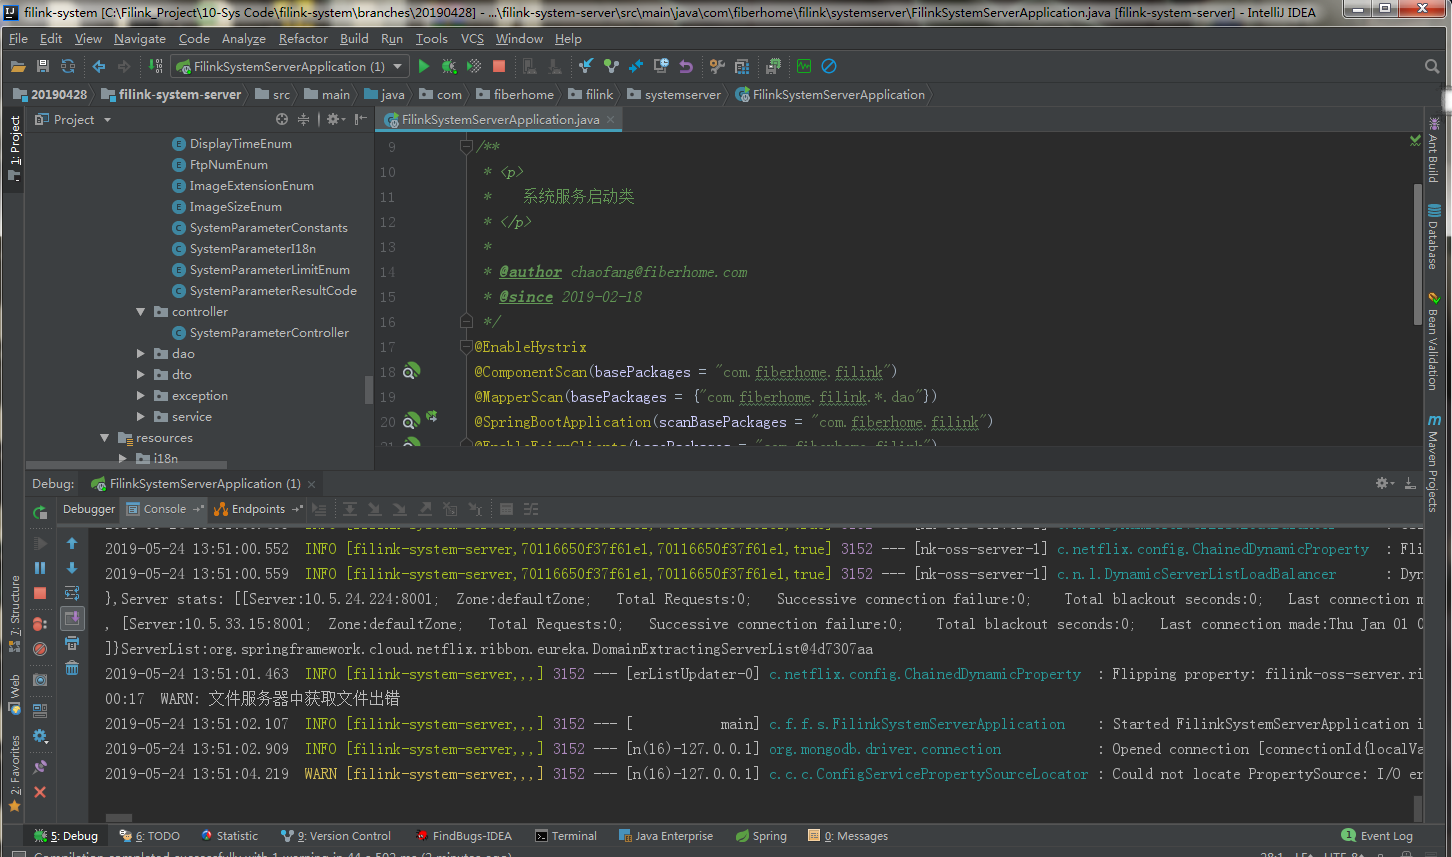 filink-system [C:\Filink_Project\10-Sys Code\filink-system\branches\20190428] - ...\filink-system-server\src\main\java\com\fiberhome\filink\systemserver\FilinkSystemServerApplication.java [filink-system-server] - IntelliJ IDEA
File Edit View Navigate Code Analyze Refactor Build Run Tools VCS Window Help
FilinkSystemServerApplication (1)
20190428 filink-system-server src main java com fiberhome filink systemserver FilinkSystemServerApplication
1: Project
Project
DisplayTimeEnum
FtpNumEnum
ImageExtensionEnum
ImageSizeEnum
SystemParameterConstants
SystemParameterI18n
SystemParameterLimitEnum
SystemParameterResultCode
controller
SystemParameterController
dao
dto
exception
service
resources
i18n
FilinkSystemServerApplication.java
9 /**
10 * <p>
11 * 系统服务启动类
12 * </p>
13 *
14 * @author chaofang@fiberhome.com
15 * @since 2019-02-18
16 */
17 @EnableHystrix
18 @ComponentScan(basePackages = "com.fiberhome.filink")
19 @MapperScan(basePackages = {"com.fiberhome.filink.*.dao"})
20 @SpringBootApplication(scanBasePackages = "com.fiberhome.filink")
21 @EnableFeignClients(basePackages = "com.fiberhome.filink")
Ant Build
Database
Bean Validation
Maven Projects
Debug: FilinkSystemServerApplication (1)
Debugger Console Endpoints
2019-05-24 13:51:00.552 INFO [filink-system-server,70116650f37f61e1,70116650f37f61e1,true] 3152 --- [nk-oss-server-1] c.netflix.config.ChainedDynamicProperty : Fli
2019-05-24 13:51:00.559 INFO [filink-system-server,70116650f37f61e1,70116650f37f61e1,true] 3152 --- [nk-oss-server-1] c.n.l.DynamicServerListLoadBalancer : Dyn
},Server stats: [[Server:10.5.24.224:8001; Zone:defaultZone; Total Requests:0; Successive connection failure:0; Total blackout seconds:0; Last connection m
, [Server:10.5.33.15:8001; Zone:defaultZone; Total Requests:0; Successive connection failure:0; Total blackout seconds:0; Last connection made:Thu Jan 01 0
]}ServerList:org.springframework.cloud.netflix.ribbon.eureka.DomainExtractingServerList@4d7307aa
2019-05-24 13:51:01.463 INFO [filink-system-server,,,] 3152 --- [erListUpdater-0] c.netflix.config.ChainedDynamicProperty : Flipping property: filink-oss-server.ri
00:17 WARN: 文件服务器中获取文件出错
2019-05-24 13:51:02.107 INFO [filink-system-server,,,] 3152 --- [ main] c.f.f.s.FilinkSystemServerApplication : Started FilinkSystemServerApplication i
2019-05-24 13:51:02.909 INFO [filink-system-server,,,] 3152 --- [n(16)-127.0.0.1] org.mongodb.driver.connection : Opened connection [connectionId{localVa
2019-05-24 13:51:04.219 WARN [filink-system-server,,,] 3152 --- [n(16)-127.0.0.1] c.c.c.ConfigServicePropertySourceLocator : Could not locate PropertySource: I/O er
7: Structure
Web
2: Favorites
5: Debug 6: TODO Statistic 9: Version Control FindBugs-IDEA Terminal Java Enterprise Spring 0: Messages 1 Event Log